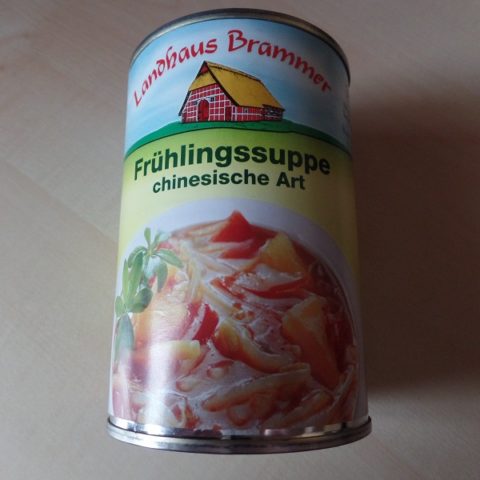 Landhaus Brammer
Frühlingssuppe
chinesische Art